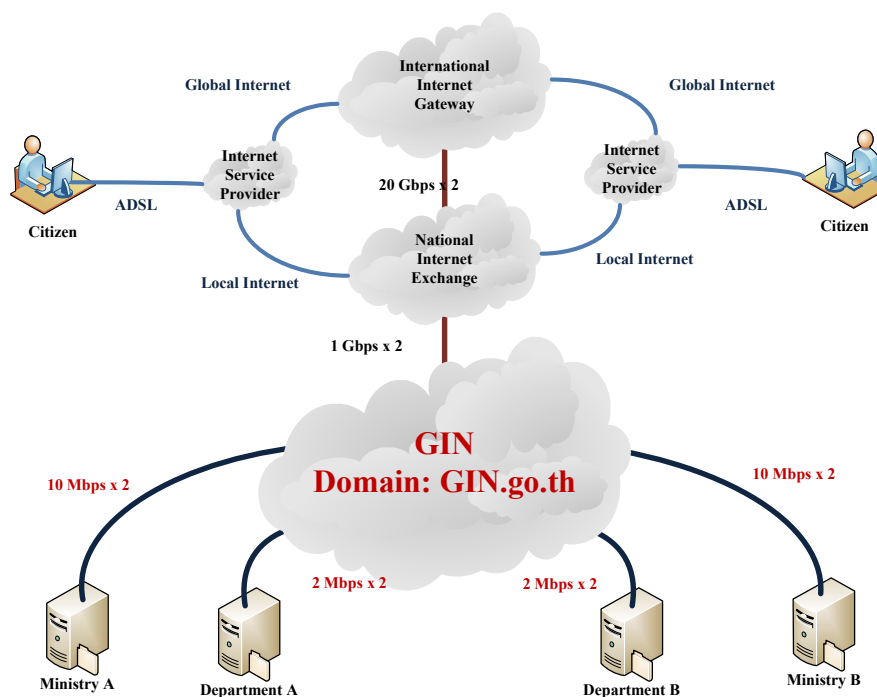 International
Internet
Gateway
Global Internet
Global Internet
Internet
Service
Provider
Internet
Service
Provider
20 Gbps x 2
ADSL
ADSL
Citizen
Citizen
National
Internet
Exchange
Local Internet
Local Internet
1 Gbps x 2
GIN
Domain: GIN.go.th
10 Mbps x 2
10 Mbps x 2
2 Mbps x 2
2 Mbps x 2
Ministry A
Department A
Department B
Ministry B